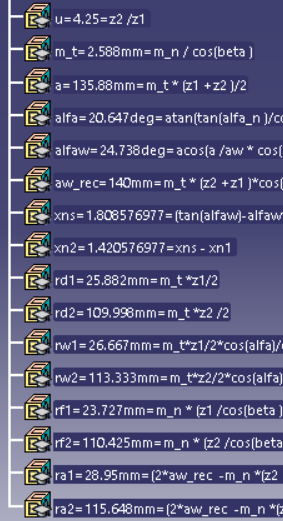 u=4.25=z2 /z1
m_t=2.588mm=m_n / cos(beta )
a=135.88mm=m_t * (z1 +z2 )/2
alfa=20.647deg=atan(tan(alfa_n )/co
alfaw=24.738deg=acos(a /aw * cos(
aw_rec=140mm=m_t * (z2 +z1 )*cos(
xns=1.808576977=(tan(alfaw)-alfaw
xn2=1.420576977=xns - xn1
rd1=25.882mm=m_t *z1/2
rd2=109.998mm=m_t *z2 /2
rw1=26.667mm=m_t*z1/2*cos(alfa)/
rw2=113.333mm=m_t*z2/2*cos(alfa)
rf1=23.727mm=m_n * (z1 /cos(beta )
rf2=110.425mm=m_n * (z2 /cos(beta
ra1=28.95mm=(2*aw_rec -m_n *(z2
ra2=115.648mm=(2*aw_rec -m_n *(z